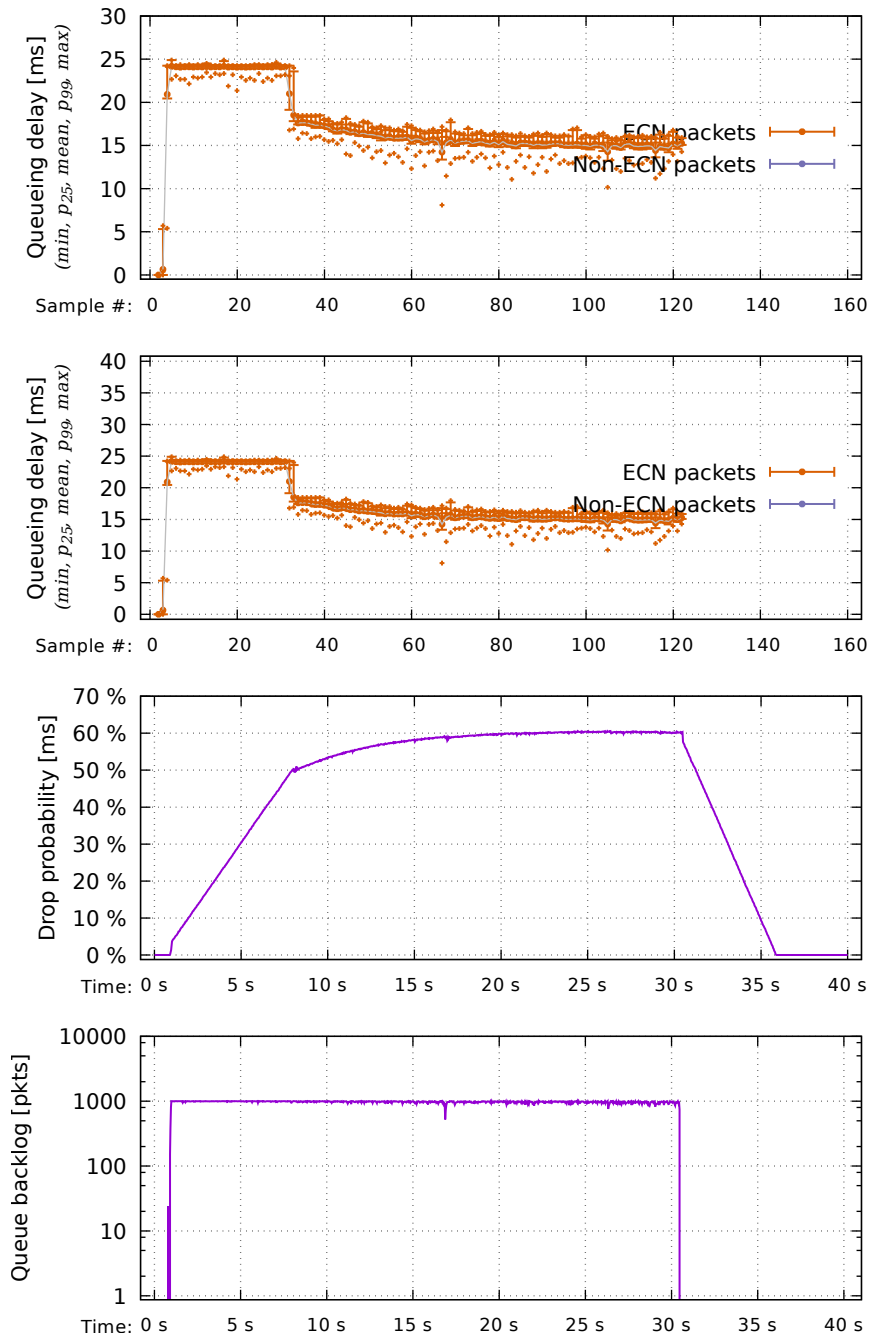 Queueing delay [ms]
(min, p25, mean, p99, max)
30
25
20
15
10
5
0
ECN packets
Non-ECN packets
Sample #: 0 20 40 60 80 100 120 140 160
Queueing delay [ms]
(min, p25, mean, p99, max)
40
35
30
25
20
15
10
5
0
ECN packets
Non-ECN packets
Sample #: 0 20 40 60 80 100 120 140 160
Drop probability [ms]
70 %
60 %
50 %
40 %
30 %
20 %
10 %
0 %
Time: 0 s 5 s 10 s 15 s 20 s 25 s 30 s 35 s 40 s
Queue backlog [pkts]
10000
1000
100
10
1
Time: 0 s 5 s 10 s 15 s 20 s 25 s 30 s 35 s 40 s